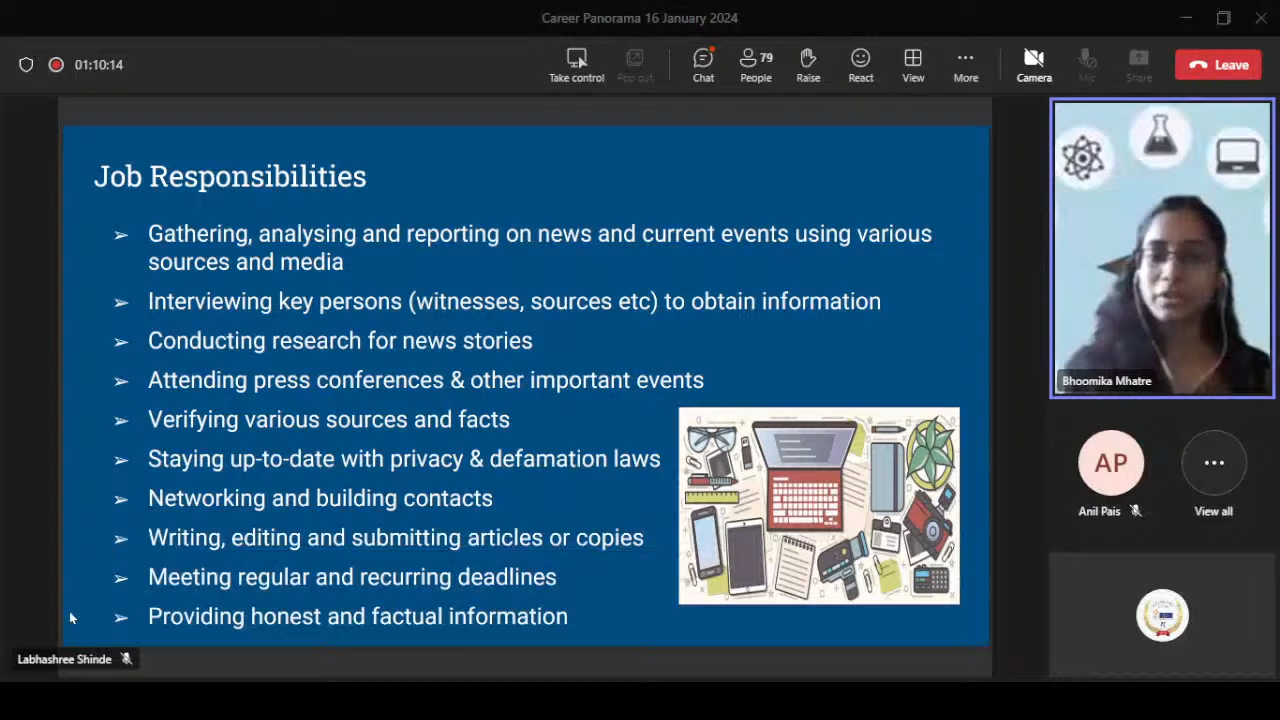 Career Panorama 16 January 2024
01:10:14
Take control
Pop out
Chat
People
79
Raise
React
View
More
Camera
Mic
Share
Leave
Job Responsibilities
➢ Gathering, analysing and reporting on news and current events using various
sources and media
➢ Interviewing key persons (witnesses, sources etc) to obtain information
➢ Conducting research for news stories
➢ Attending press conferences & other important events
➢ Verifying various sources and facts
➢ Staying up-to-date with privacy & defamation laws
➢ Networking and building contacts
➢ Writing, editing and submitting articles or copies
➢ Meeting regular and recurring deadlines
➢ Providing honest and factual information
Labhashree Shinde
Bhoomika Mhatre
AP
Anil Pais
View all